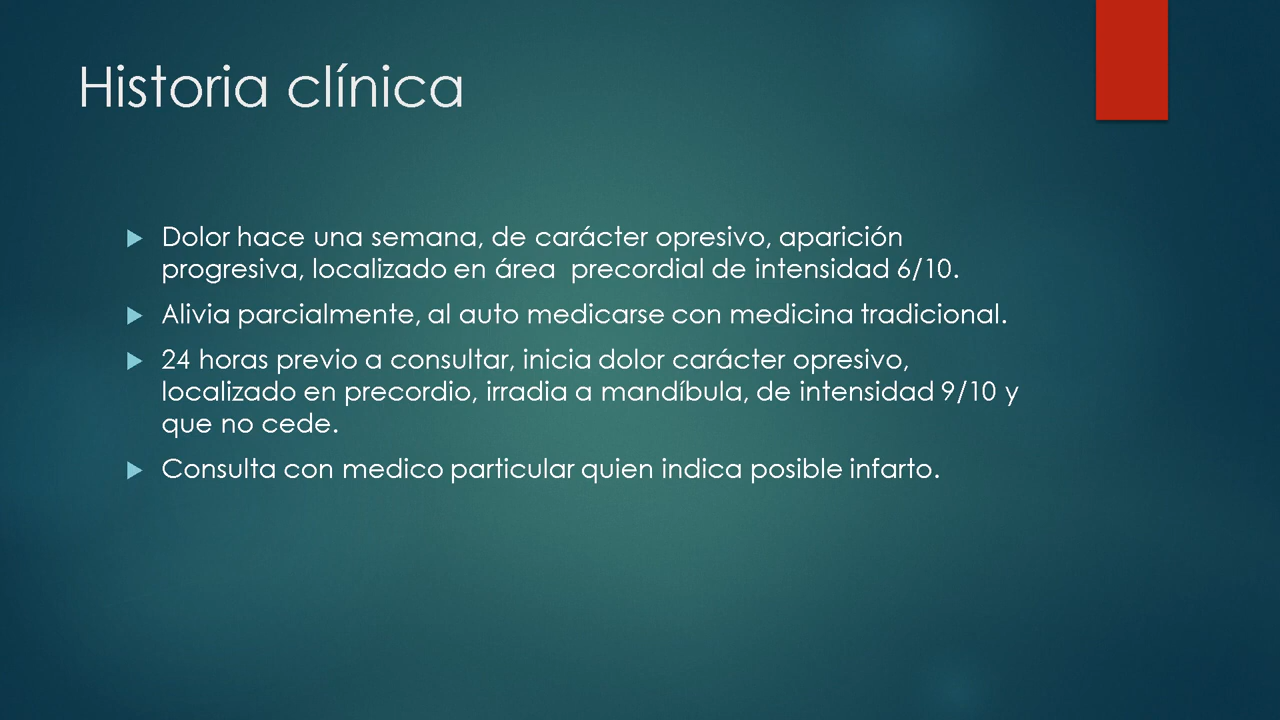 Historia clínica
Dolor hace una semana, de carácter opresivo, aparición
progresiva, localizado en área  precordial de intensidad 6/10.
Alivia parcialmente, al auto medicarse con medicina tradicional.
24 horas previo a consultar, inicia dolor carácter opresivo,
localizado en precordio, irradia a mandíbula, de intensidad 9/10 y
que no cede.
Consulta con medico particular quien indica posible infarto.